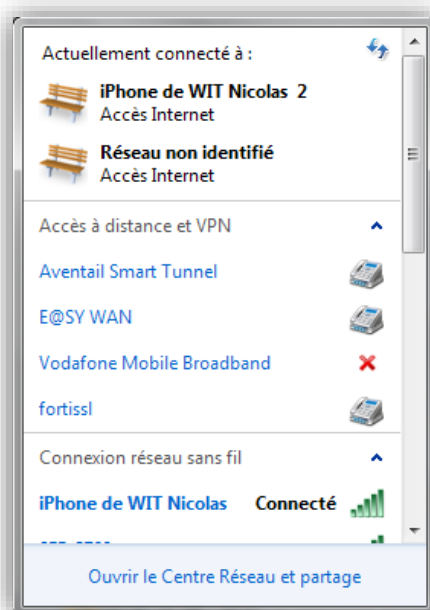 Actuellement connecté à :
iPhone de WIT Nicolas 2
Accès Internet
Réseau non identifié
Accès Internet
Accès à distance et VPN
Aventail Smart Tunnel
E@SY WAN
Vodafone Mobile Broadband
fortissl
Connexion réseau sans fil
iPhone de WIT Nicolas Connecté
Ouvrir le Centre Réseau et partage